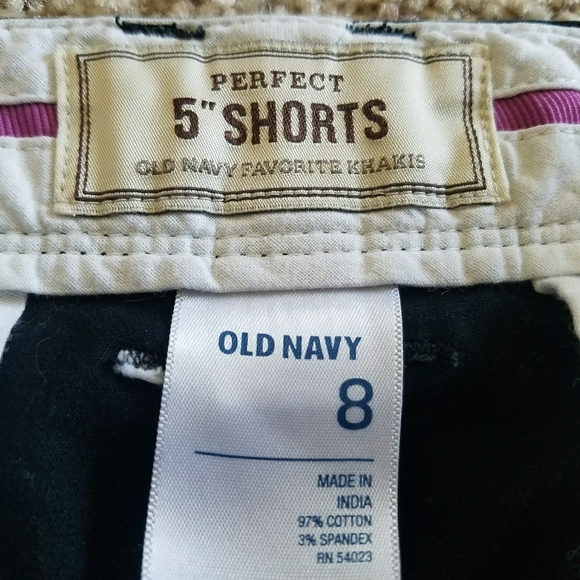 PERFECT
5" SHORTS
OLD NAVY FAVORITE KHAKIS
OLD NAVY
8
MADE IN
INDIA
97% COTTON
3% SPANDEX
RN 54023